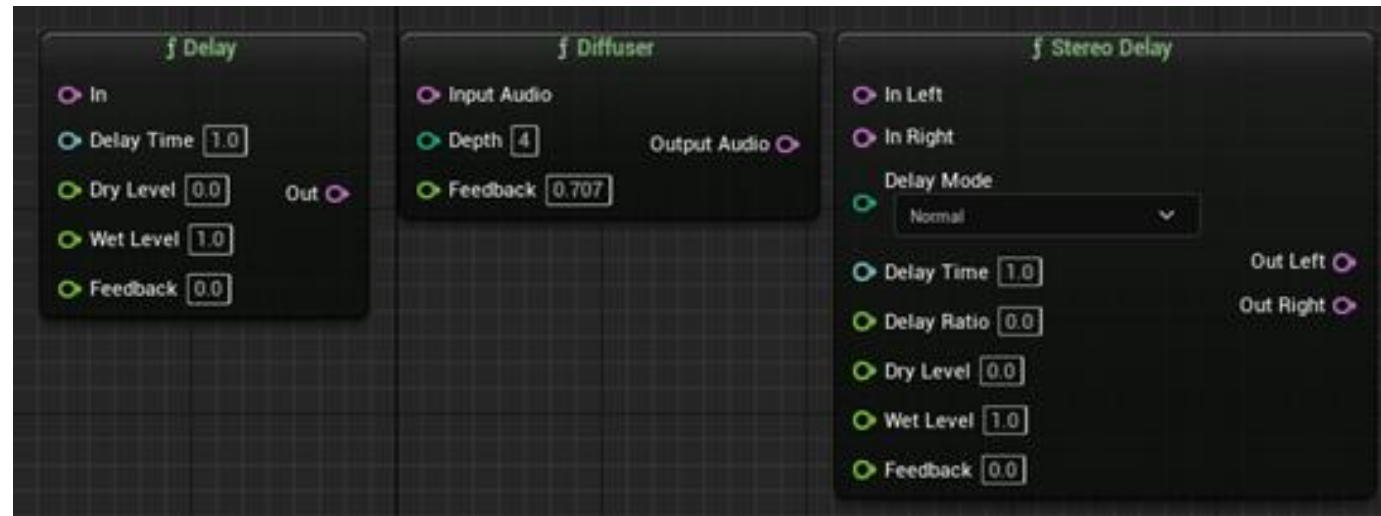 ƒ Delay
In
Delay Time 1.0
Dry Level 0.0
Out
Wet Level 1.0
Feedback 0.0
ƒ Diffuser
Input Audio
Depth 4
Output Audio
Feedback 0.707
ƒ Stereo Delay
In Left
In Right
Delay Mode
Normal
Delay Time 1.0
Out Left
Delay Ratio 0.0
Out Right
Dry Level 0.0
Wet Level 1.0
Feedback 0.0